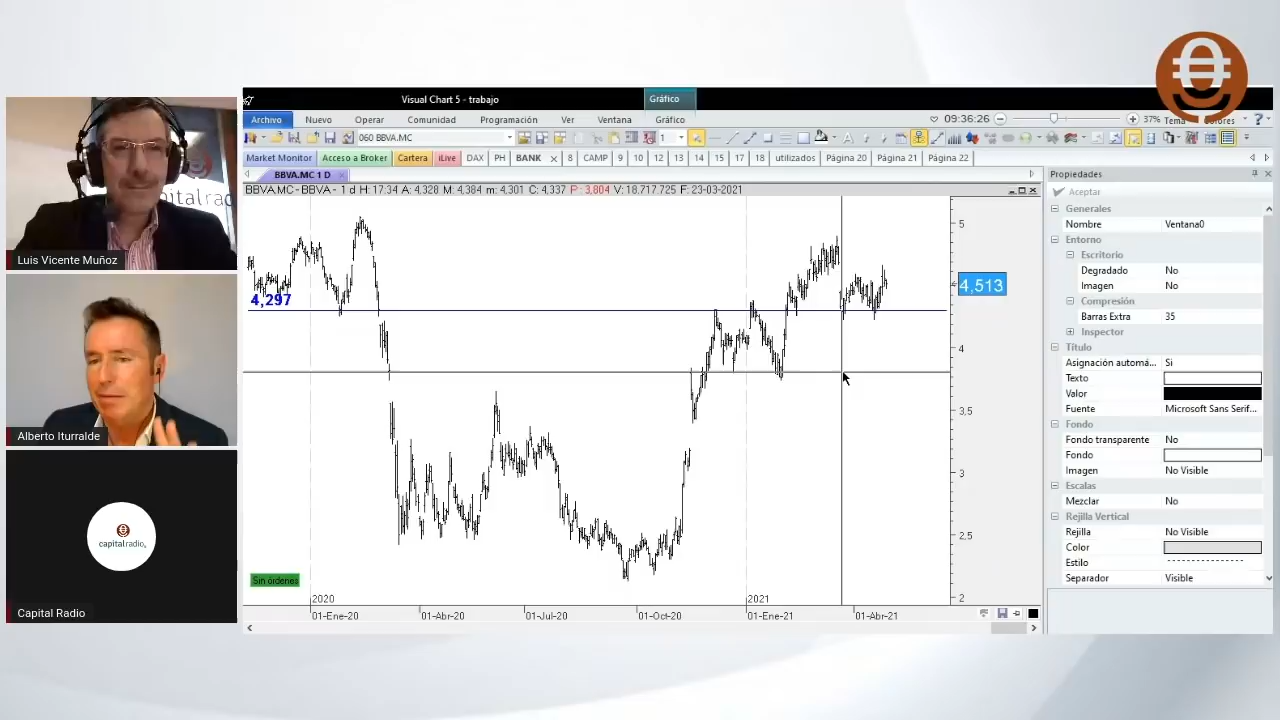 Visual Chart 5 - trabajo
Gráfico
Archivo
Nuevo
Operar
Comunidad
Programación
Ver
Ventana
Gráfico
09:36:26
37%
Tema
060 BBVA.MC
1
Market Monitor
Acceso a Broker
Cartera
iLive
DAX
PH
BANK
8
CAMP
9
10
12
13
14
15
17
18
utilizados
Página 20
Página 21
Página 22
BBVA.MC 1 D
BBVA.MC - BBVA - 1 d H: 17:34 A: 4,328 M: 4,384 m: 4,301 C: 4,337 P: 3,804 V: 18.717.725 F: 23-03-2021
5
4,297
4,513
4
3,5
3
2,5
2
Sin órdenes
2020
2021
01-Ene-20
01-Abr-20
01-Jul-20
01-Oct-20
01-Ene-21
01-Abr-21
Propiedades
Aceptar
Generales
Nombre Ventana0
Entorno
Escritorio
Degradado No
Imagen No
Compresión
Barras Extra 35
Inspector
Título
Asignación automá... Si
Texto
Valor
Fuente Microsoft Sans Serif...
Fondo
Fondo transparente No
Fondo
Imagen No Visible
Escalas
Mezclar No
Rejilla Vertical
Rejilla No Visible
Color
Estilo
Separador Visible
Luis Vicente Muñoz
Alberto Iturralde
capitalradio
Capital Radio